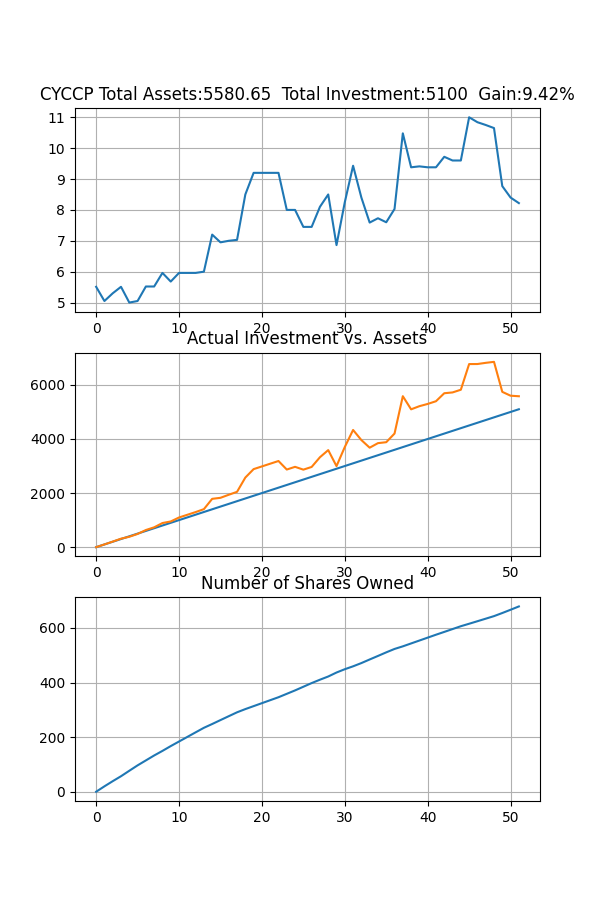 CYCCP Total Assets:5580.65  Total Investment:5100  Gain:9.42%
11
10
9
8
7
6
5
0 10 20 30 40 50
Actual Investment vs. Assets
6000
4000
2000
0
0 10 20 30 40 50
Number of Shares Owned
600
400
200
0
0 10 20 30 40 50